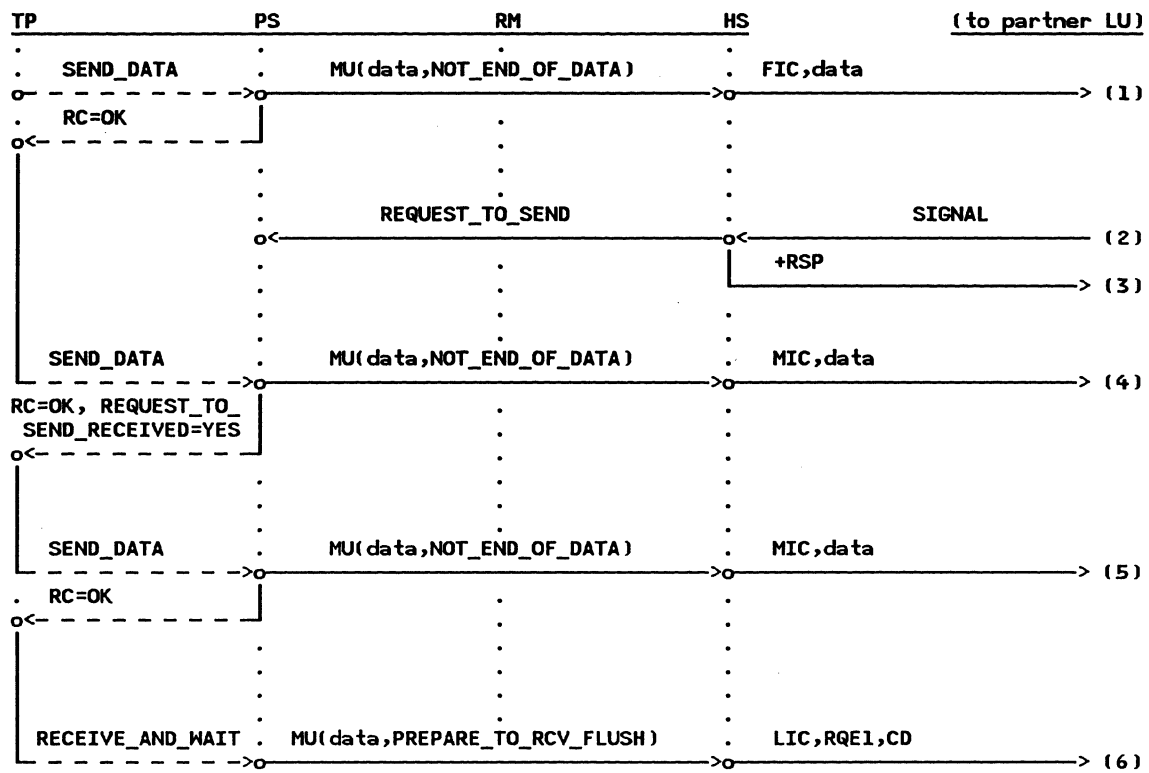 TP PS RM HS (to partner LU)
SEND_DATA MU(data,NOT_END_OF_DATA) FIC,data
(1)
RC=OK
REQUEST_TO_SEND SIGNAL
(2)
+RSP
(3)
SEND_DATA MU(data,NOT_END_OF_DATA) MIC,data
(4)
RC=OK, REQUEST_TO_
SEND_RECEIVED=YES
SEND_DATA MU(data,NOT_END_OF_DATA) MIC,data
(5)
RC=OK
RECEIVE_AND_WAIT MU(data,PREPARE_TO_RCV_FLUSH) LIC,RQE1,CD
(6)